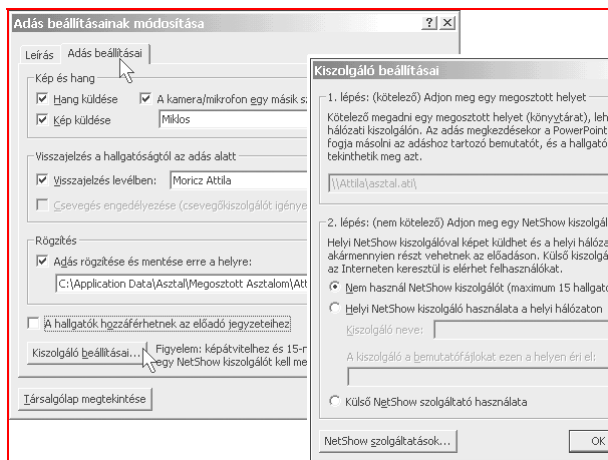 Adás beállításainak módosítása
Leírás
Adás beállításai
Kép és hang
Hang küldése
A kamera/mikrofon egy másik
Kép küldése
Miklos
Visszajelzés a hallgatóságtól az adás alatt
Visszajelzés levélben:
Moricz Attila
Csevegés engedélyezése (csevegőkiszolgálót
Rögzítés
Adás rögzítése és mentése erre a helyre:
C:\Application Data\Asztal\Megosztott Asztalom\Att
A hallgatók hozzáférhetnek az előadó jegyzeteihez
Kiszolgáló beállításai...
Figyelem: képátvitelhez és 15-
egy NetShow kiszolgálót kell
Társalgólap megtekintése
Kiszolgáló beállításai
1. lépés: (kötelező) Adjon meg egy megosztott helyet
Kötelező megadni egy megosztott helyet (könyvtárat), leh
hálózati kiszolgálón. Az adás megkezdésekor a PowerPoint
fogja másolni az adáshoz tartozó bemutatót, és a hallgató
tekinthetik meg azt.
\\Attila\asztal.ati\
2. lépés: (nem kötelező) Adjon meg egy NetShow kiszolgál
Helyi NetShow kiszolgálóval képet küldhet és a helyi hálóza
akármennyien részt vehetnek az előadáson. Külső kiszolgá
az Interneten keresztül is elérhet felhasználókat.
Nem használ NetShow kiszolgálót (maximum 15 hallgató
Helyi NetShow kiszolgáló használata a helyi hálózaton
Kiszolgáló neve:
A kiszolgáló a bemutatófájlokat ezen a helyen éri el:
Külső NetShow szolgáltató használata
NetShow szolgáltatások...
OK